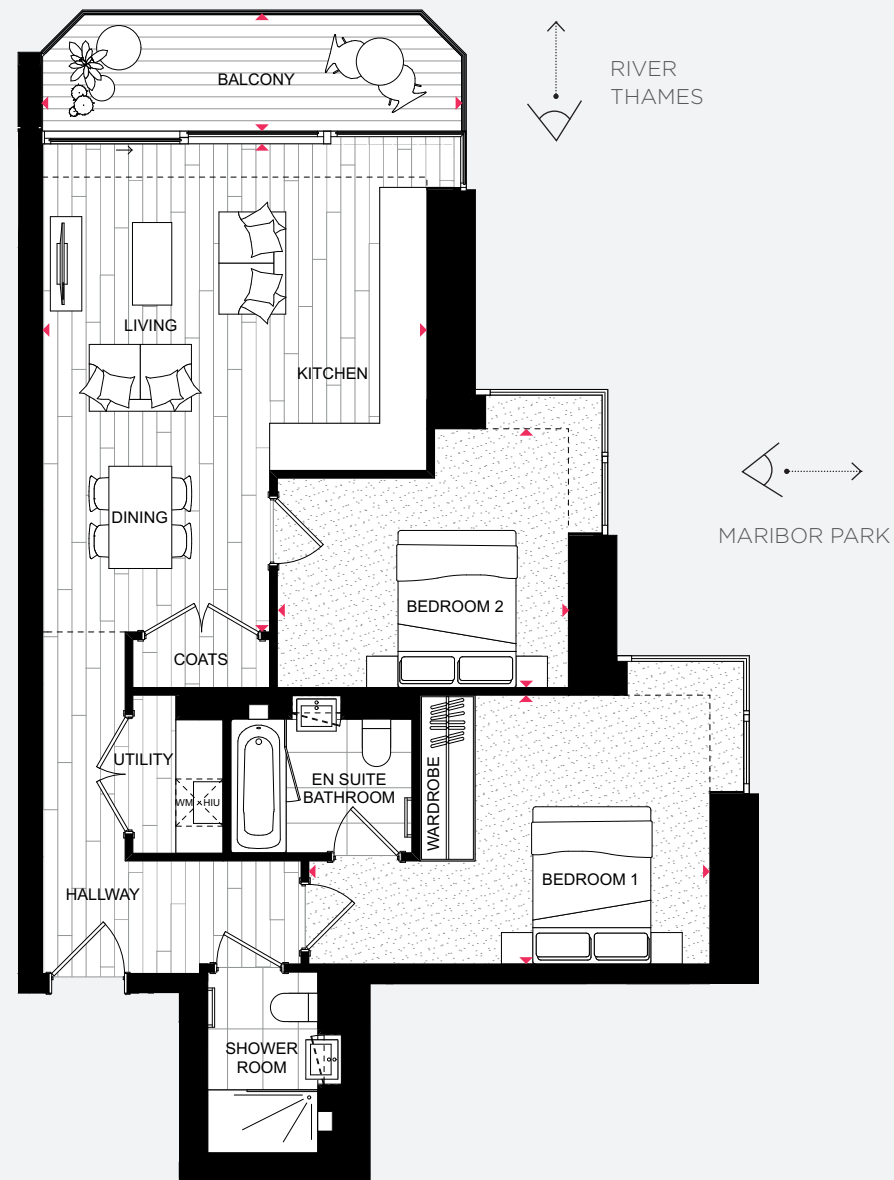 BALCONY
RIVER
THAMES
LIVING
KITCHEN
MARIBOR PARK
DINING
BEDROOM 2
COATS
UTILITY
EN SUITE
BATHROOM
WARDROBE
WM
HIU
BEDROOM 1
HALLWAY
SHOWER
ROOM